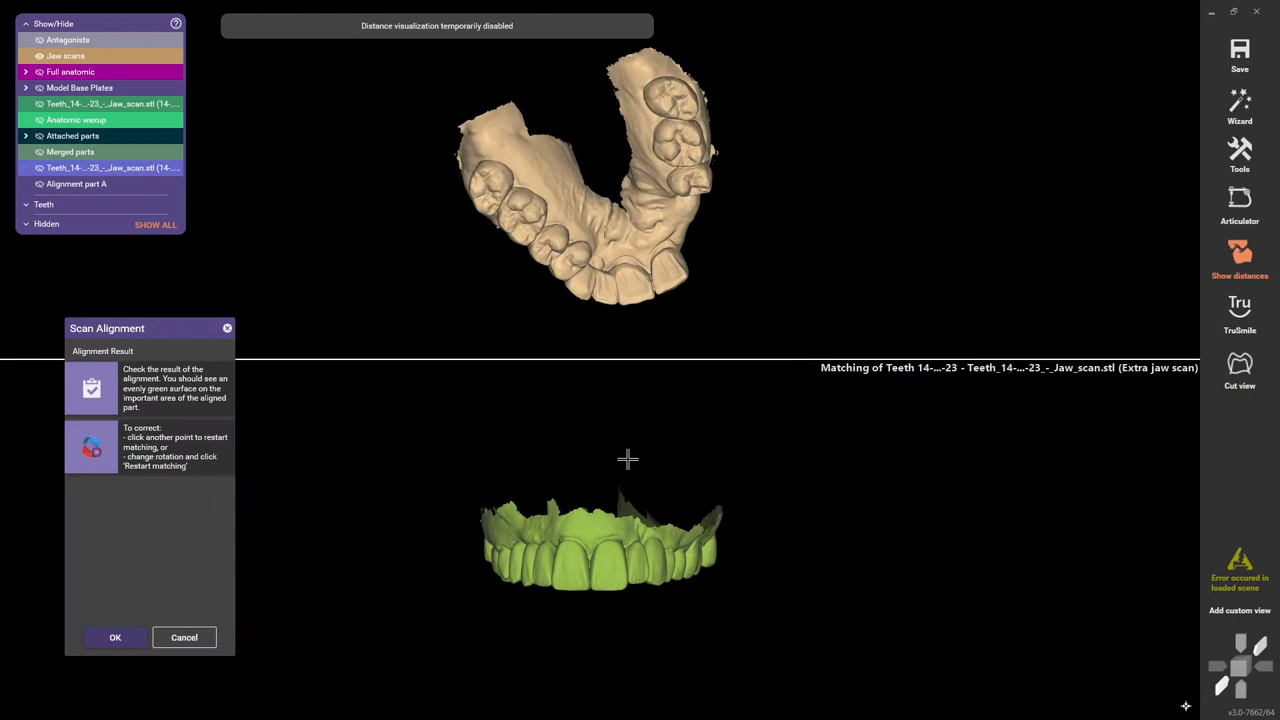 Show/Hide
Antagonists
Jaw scans
Full anatomic
Model Base Plates
Teeth_14-...-23_-_Jaw_scan.stl (14-....
Anatomic waxup
Attached parts
Merged parts
Teeth_14-...-23_-_Jaw_scan.stl (14-....
Alignment part A
Teeth
Hidden SHOW ALL
Distance visualization temporarily disabled
Scan Alignment
Alignment Result
Check the result of the
alignment. You should see an
evenly green surface on the
important area of the aligned
part.
To correct:
- click another point to restart
matching, or
- change rotation and click
'Restart matching'
OK Cancel
Matching of Teeth 14-...-23 - Teeth_14-...-23_-_Jaw_scan.stl (Extra jaw scan)
Save
Wizard
Tools
Articulator
Show distances
Tru
TruSmile
Cut view
Error occured in
loaded scene
Add custom view
v3.0-7662/64